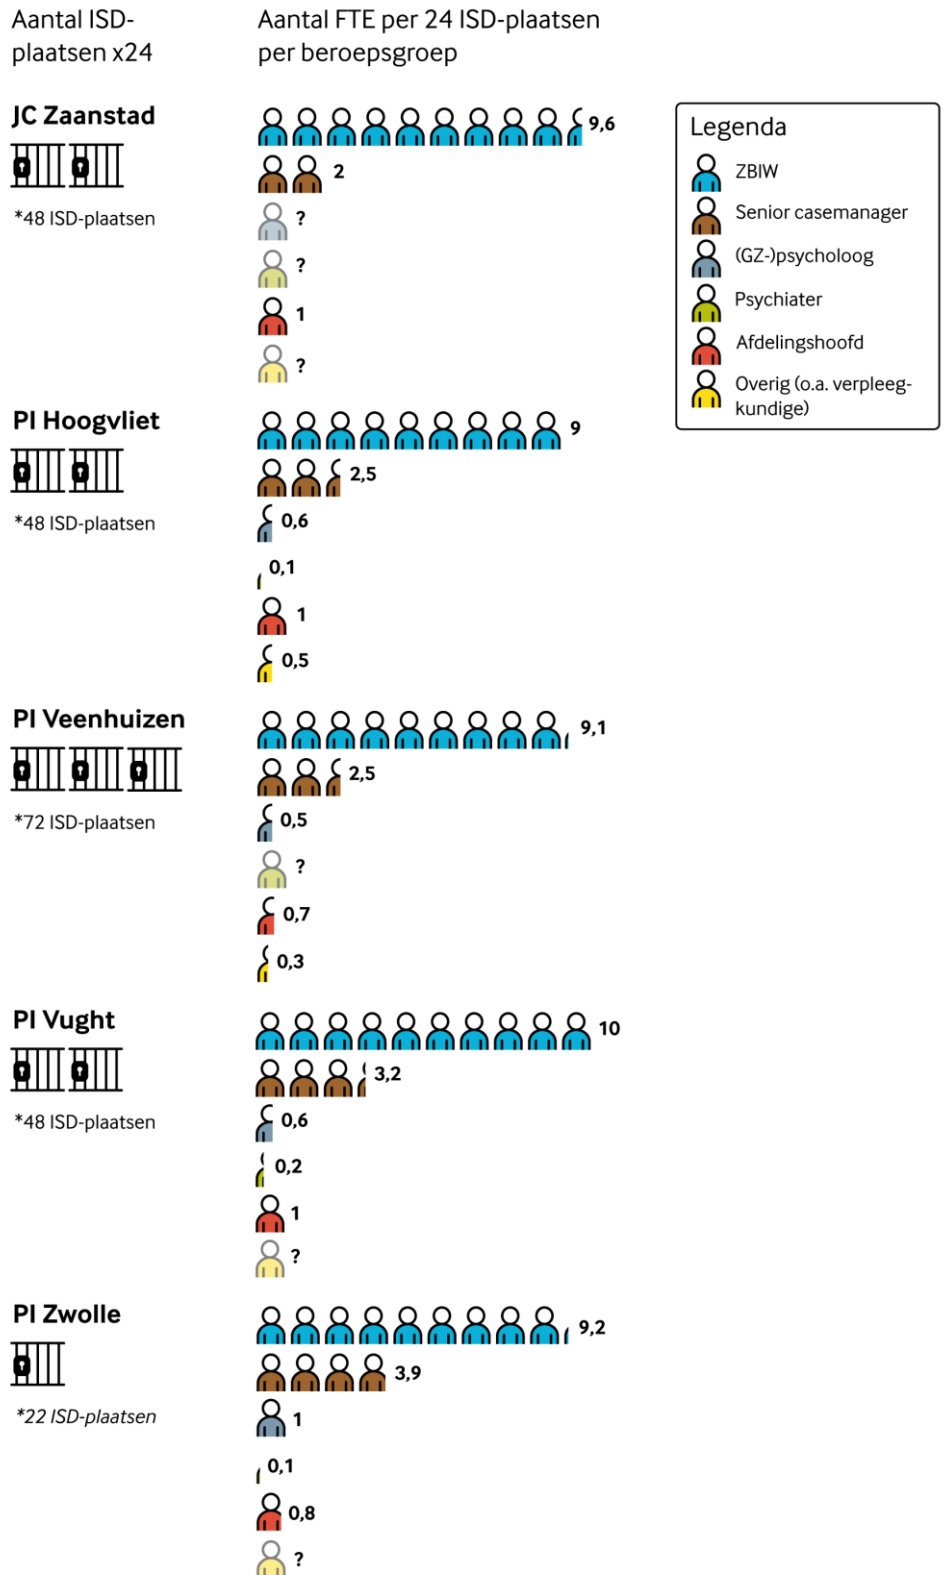 Aantal ISD-
plaatsen x24
Aantal FTE per 24 ISD-plaatsen
per beroepsgroep
JC Zaanstad
*48 ISD-plaatsen
9,6
2
?
?
1
?
Legenda
ZBIW
Senior casemanager
(GZ-)psycholoog
Psychiater
Afdelingshoofd
Overig (o.a. verpleeg-
kundige)
PI Hoogvliet
*48 ISD-plaatsen
9
2,5
0,6
0,1
1
0,5
PI Veenhuizen
*72 ISD-plaatsen
9,1
2,5
0,5
?
0,7
0,3
PI Vught
*48 ISD-plaatsen
10
3,2
0,6
0,2
1
?
PI Zwolle
*22 ISD-plaatsen
9,2
3,9
1
0,1
0,8
?